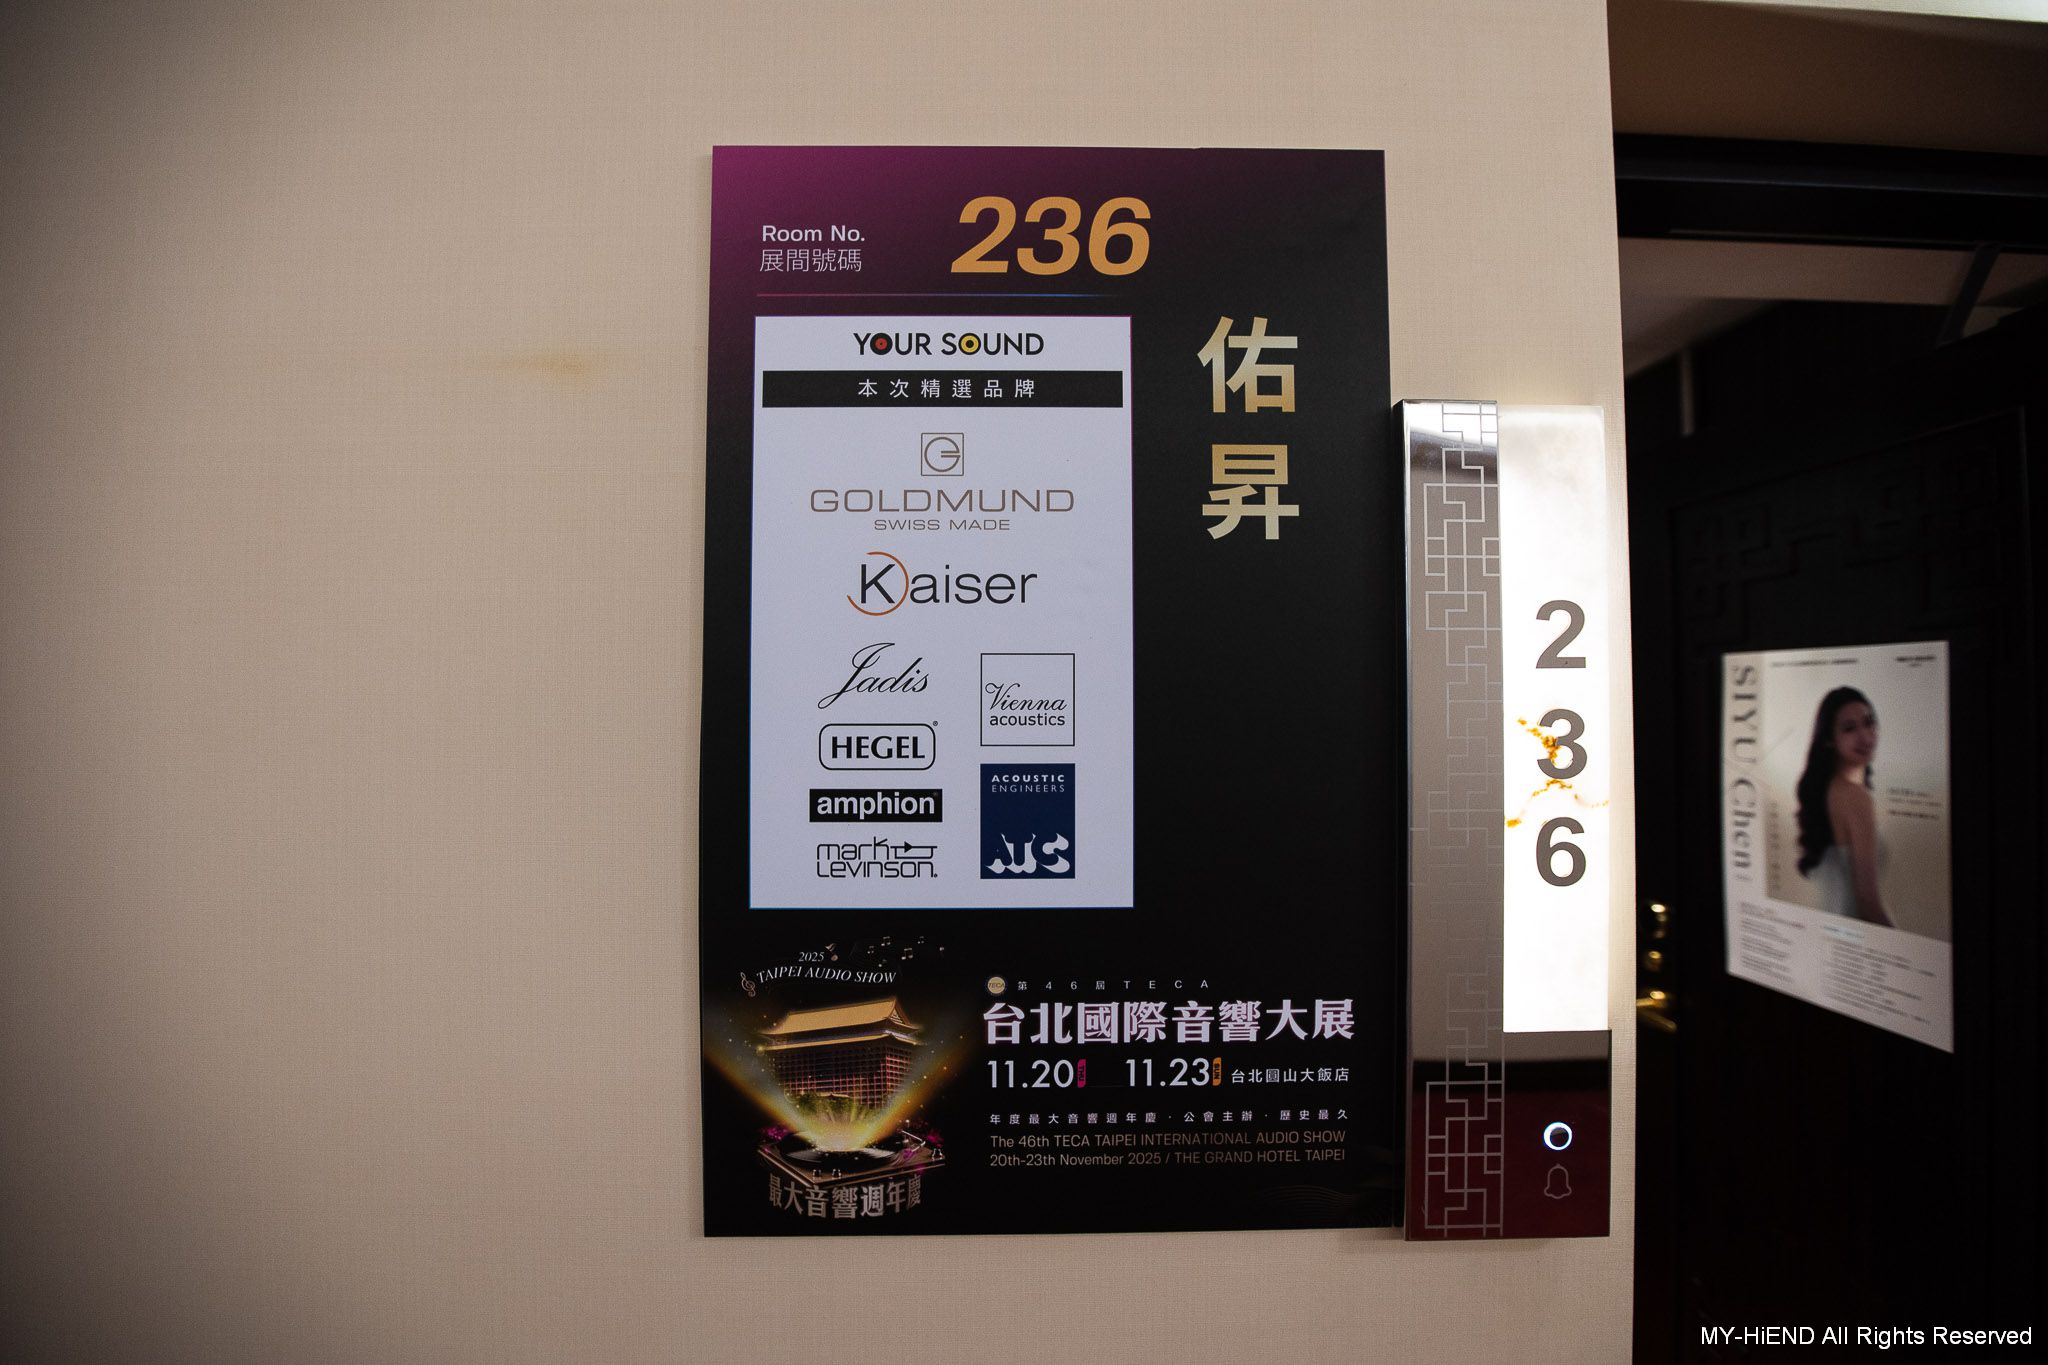 Room No.
展間號碼
236
YOUR SOUND
本次精選品牌
GOLDMUND
SWISS MADE
Kaiser
Jadis
Vienna
acoustics
HEGEL
amphion
mark
LEVINSON
ACOUSTIC
ENGINEERS
ATC
佑昇
2025
TAIPEI AUDIO SHOW
最大音響週年慶
TECA
第46屆TECA
台北國際音響大展
11.20 11.23 台北圓山大飯店
年度最大音響週年慶・公會主辦・歷史最久
The 46th TECA TAIPEI INTERNATIONAL AUDIO SHOW
20th-23th November 2025 / THE GRAND HOTEL TAIPEI
236
SIYU Chen
MY-HiEND All Rights Reserved